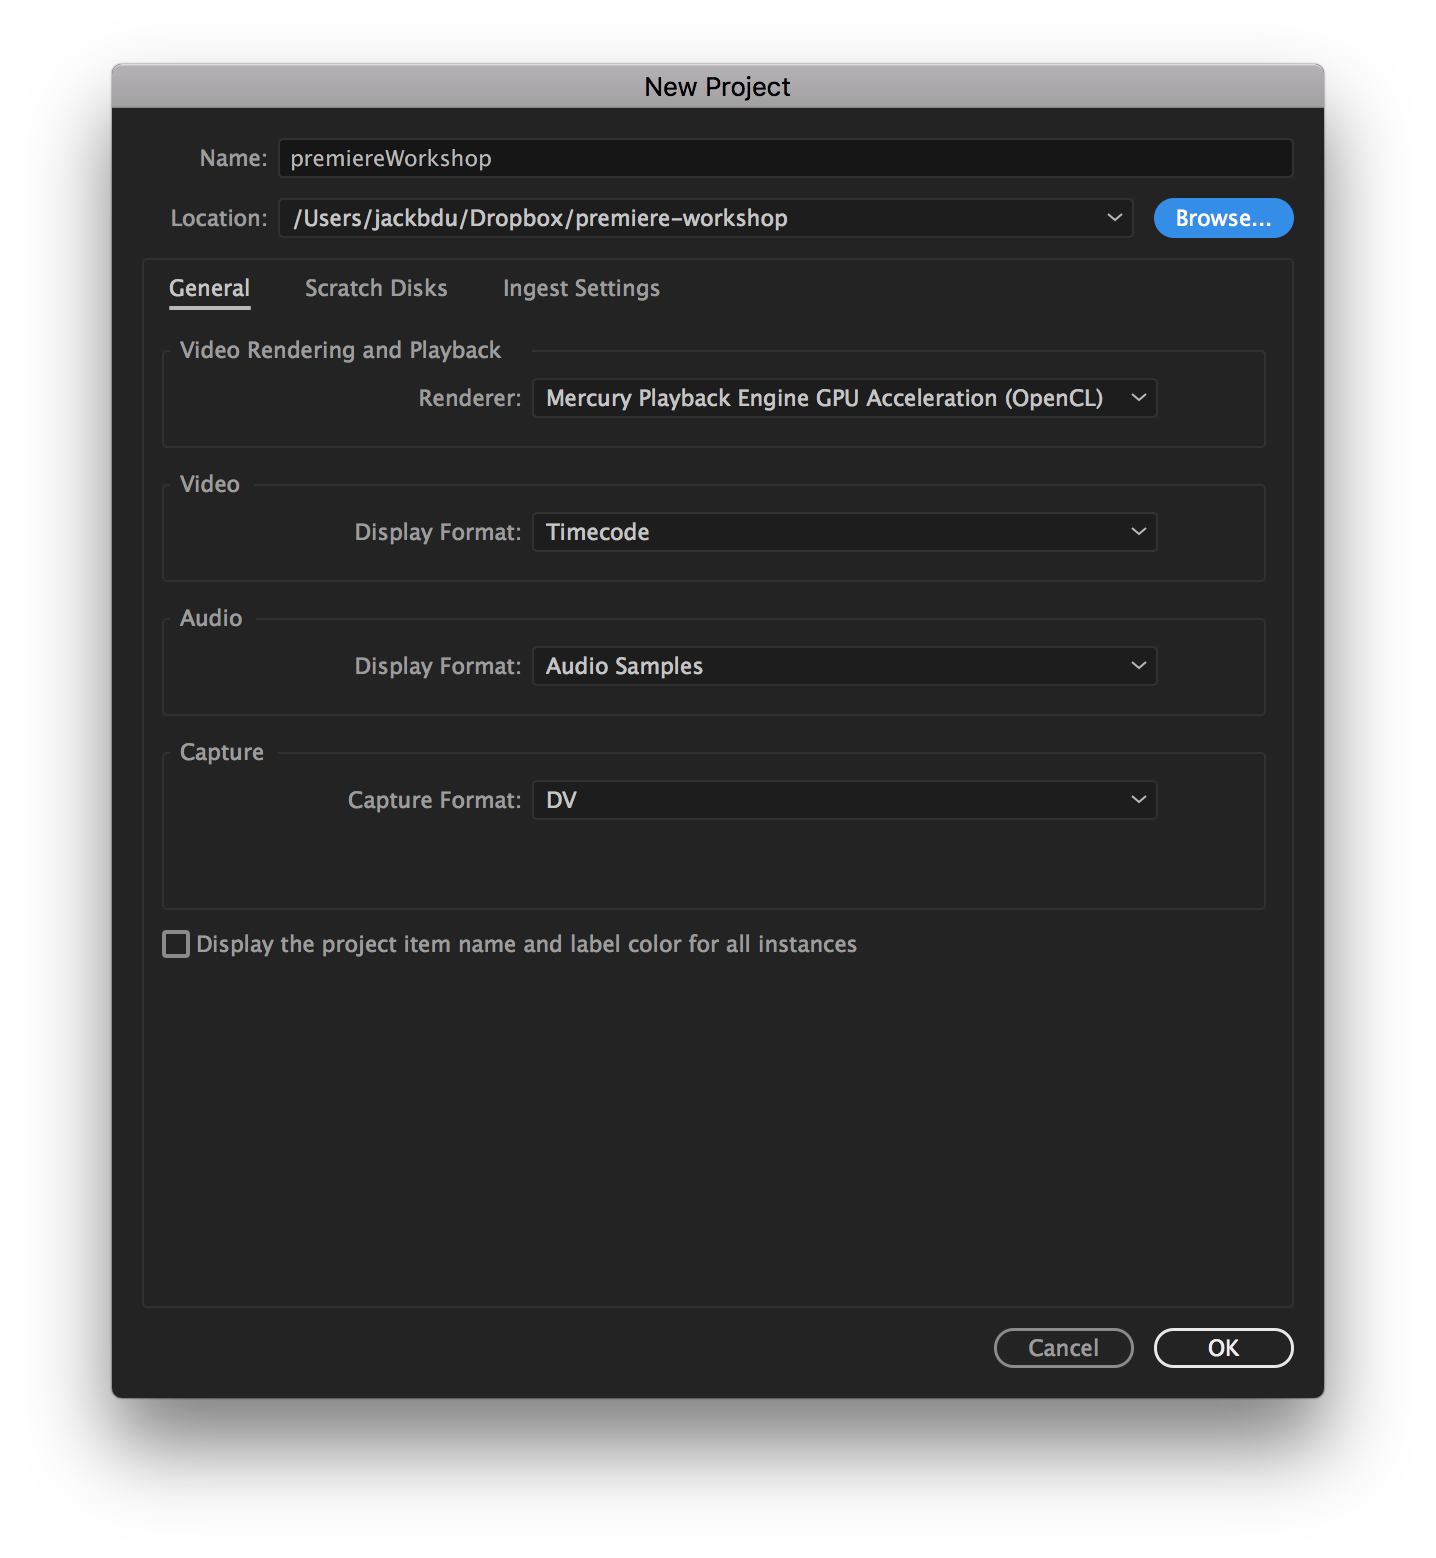 New Project
Name: premiereWorkshop
Location: /Users/jackbdu/Dropbox/premiere-workshop Browse...
General Scratch Disks Ingest Settings
Video Rendering and Playback
Renderer: Mercury Playback Engine GPU Acceleration (OpenCL)
Video
Display Format: Timecode
Audio
Display Format: Audio Samples
Capture
Capture Format: DV
Display the project item name and label color for all instances
Cancel OK